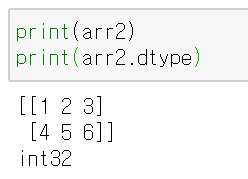 print(arr2)
print(arr2.dtype)
[[1 2 3]
 [4 5 6]]
int32